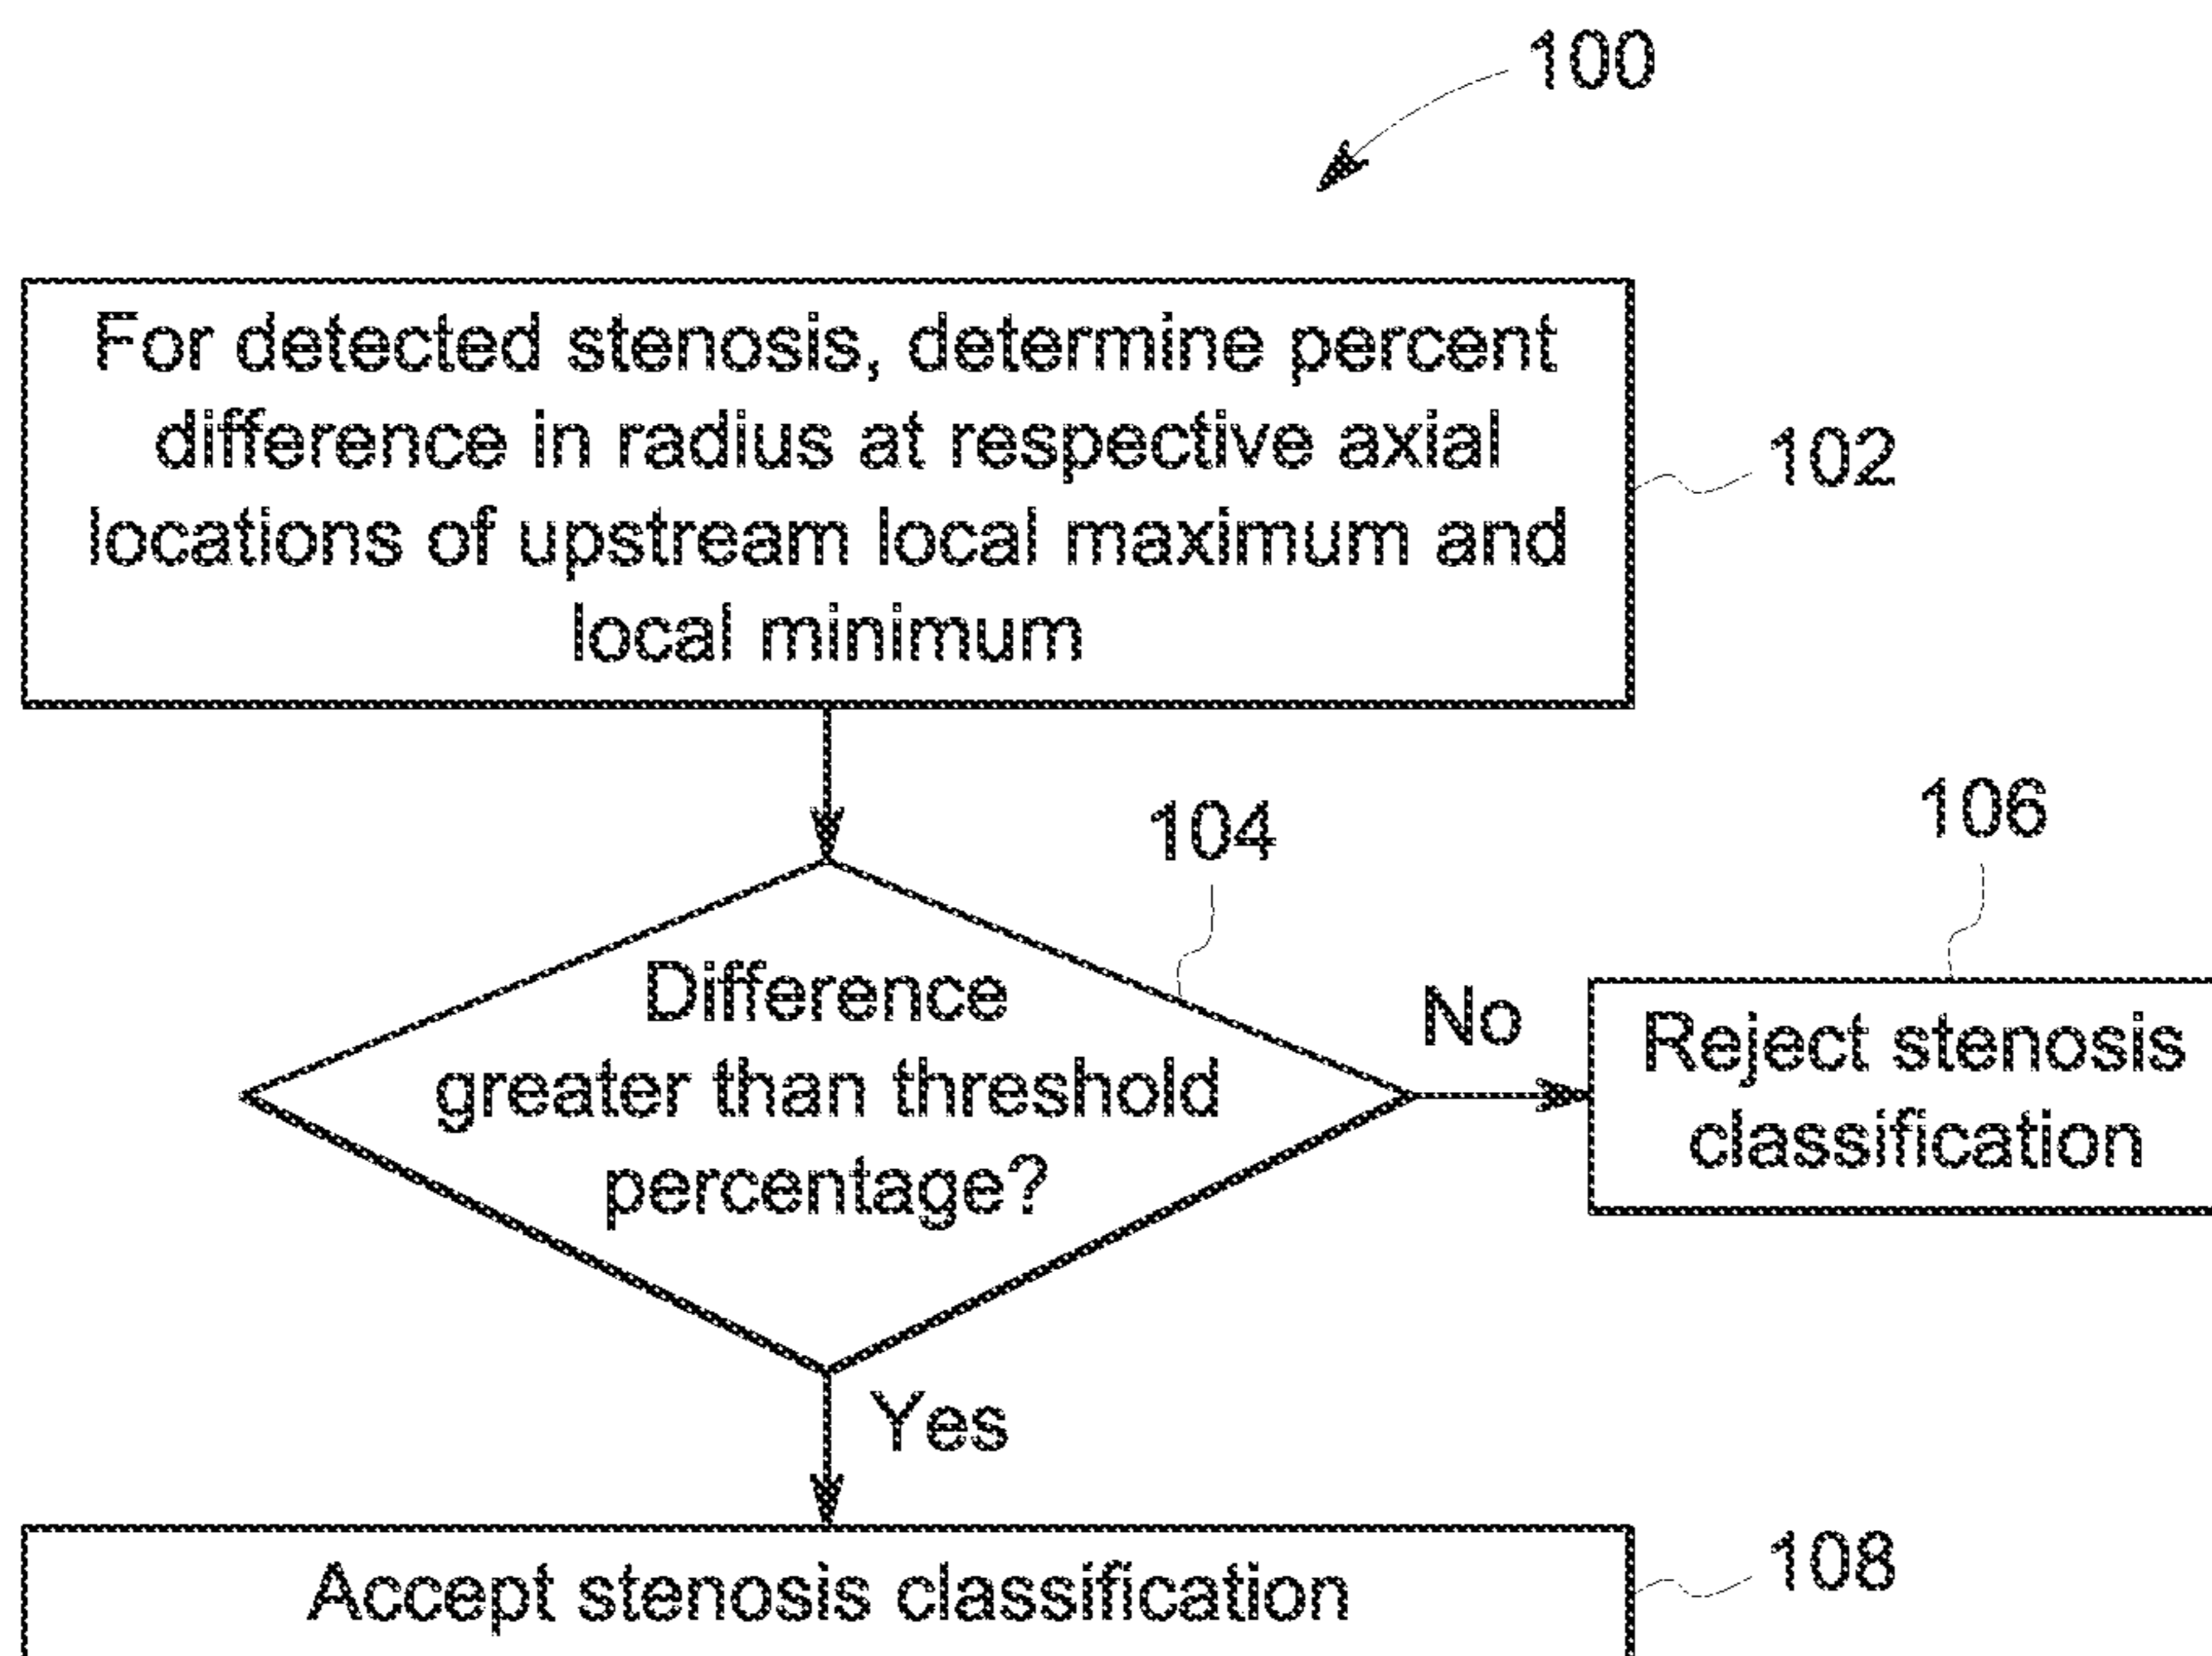 100
For detected stenosis, determine percent
difference in radius at respective axial
locations of upstream local maximum and
local minimum
102
104
106
Difference
greater than threshold
percentage?
No
Reject stenosis
classification
Yes
Accept stenosis classification
108